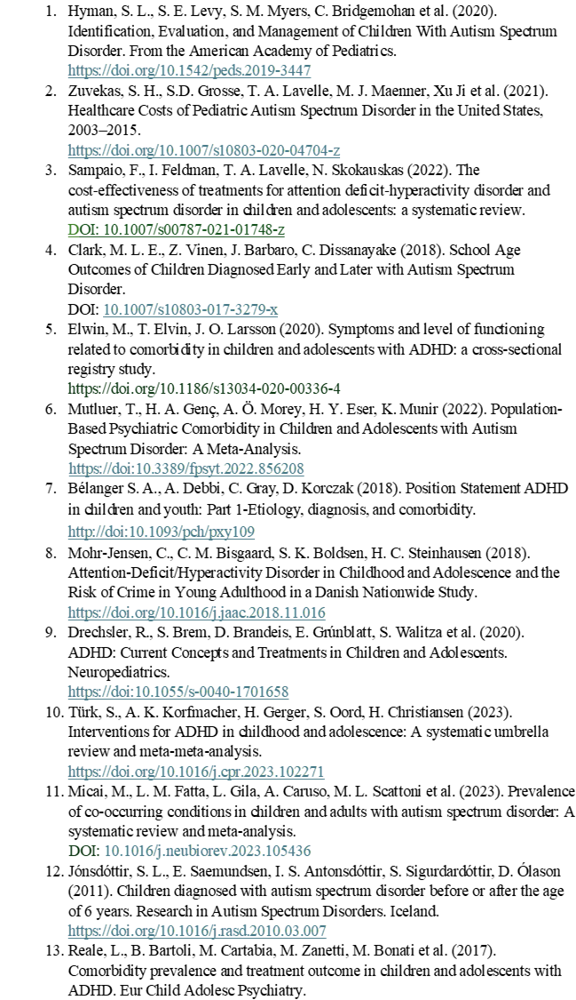 1. Hyman, S. L., S. E. Levy, S. M. Myers, C. Bridgemohan et al. (2020).
Identification, Evaluation, and Management of Children With Autism Spectrum
Disorder. From the American Academy of Pediatrics.
https://doi.org/10.1542/peds.2019-3447
2. Zuvekas, S. H., S.D. Grosse, T. A. Lavelle, M. J. Maenner, Xu Ji et al. (2021).
Healthcare Costs of Pediatric Autism Spectrum Disorder in the United States,
2003–2015.
https://doi.org/10.1007/s10803-020-04704-z
3. Sampaio, F., I. Feldman, T. A. Lavelle, N. Skokauskas (2022). The
cost-effectiveness of treatments for attention deficit-hyperactivity disorder and
autism spectrum disorder in children and adolescents: a systematic review.
DOI: 10.1007/s00787-021-01748-z
4. Clark, M. L. E., Z. Vinen, J. Barbaro, C. Dissanayake (2018). School Age
Outcomes of Children Diagnosed Early and Later with Autism Spectrum
Disorder.
DOI: 10.1007/s10803-017-3279-x
5. Elwin, M., T. Elvin, J. O. Larsson (2020). Symptoms and level of functioning
related to comorbidity in children and adolescents with ADHD: a cross-sectional
registry study.
https://doi.org/10.1186/s13034-020-00336-4
6. Mutluer, T., H. A. Genç, A. Ö. Morey, H. Y. Eser, K. Munir (2022). Population-
Based Psychiatric Comorbidity in Children and Adolescents with Autism
Spectrum Disorder: A Meta-Analysis.
https://doi:10.3389/fpsyt.2022.856208
7. Bélanger S. A., A. Debbi, C. Gray, D. Korczak (2018). Position Statement ADHD
in children and youth: Part 1-Etiology, diagnosis, and comorbidity.
http://doi:10.1093/pch/pxy109
8. Mohr-Jensen, C., C. M. Bisgaard, S. K. Boldsen, H. C. Steinhausen (2018).
Attention-Deficit/Hyperactivity Disorder in Childhood and Adolescence and the
Risk of Crime in Young Adulthood in a Danish Nationwide Study.
https://doi.org/10.1016/j.jaac.2018.11.016
9. Drechsler, R., S. Brem, D. Brandeis, E. Grúnblatt, S. Walitza et al. (2020).
ADHD: Current Concepts and Treatments in Children and Adolescents.
Neuropediatrics.
https://doi:10.1055/s-0040-1701658
10. Türk, S., A. K. Korfmacher, H. Gerger, S. Oord, H. Christiansen (2023).
Interventions for ADHD in childhood and adolescence: A systematic umbrella
review and meta-meta-analysis.
https://doi.org/10.1016/j.cpr.2023.102271
11. Micai, M., L. M. Fatta, L. Gila, A. Caruso, M. L. Scattoni et al. (2023). Prevalence
of co-occurring conditions in children and adults with autism spectrum disorder: A
systematic review and meta-analysis.
DOI: 10.1016/j.neubiorev.2023.105436
12. Jónsdóttir, S. L., E. Saemundsen, I. S. Antonsdóttir, S. Sigurdardóttir, D. Ólason
(2011). Children diagnosed with autism spectrum disorder before or after the age
of 6 years. Research in Autism Spectrum Disorders. Iceland.
https://doi.org/10.1016/j.rasd.2010.03.007
13. Reale, L., B. Bartoli, M. Cartabia, M. Zanetti, M. Bonati et al. (2017).
Comorbidity prevalence and treatment outcome in children and adolescents with
ADHD. Eur Child Adolesc Psychiatry.